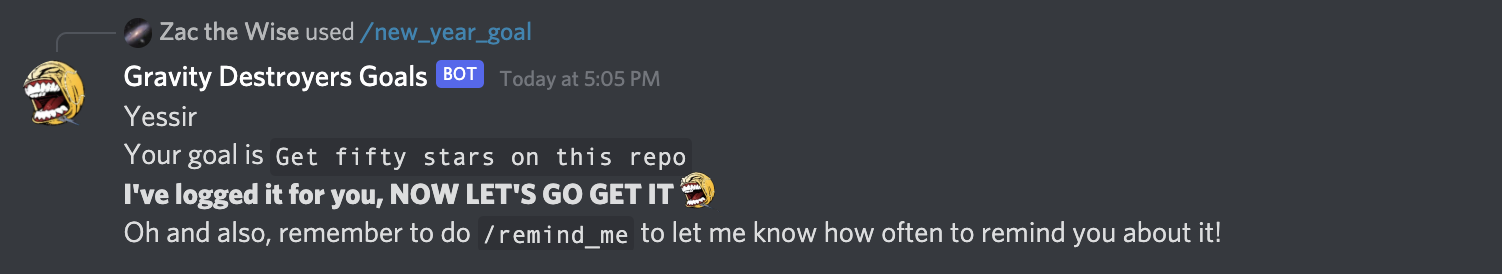 Zac the Wise used /new_year_goal
Gravity Destroyers Goals BOT Today at 5:05 PM
Yessir
Your goal is Get fifty stars on this repo
I've logged it for you, NOW LET'S GO GET IT
Oh and also, remember to do /remind_me to let me know how often to remind you about it!